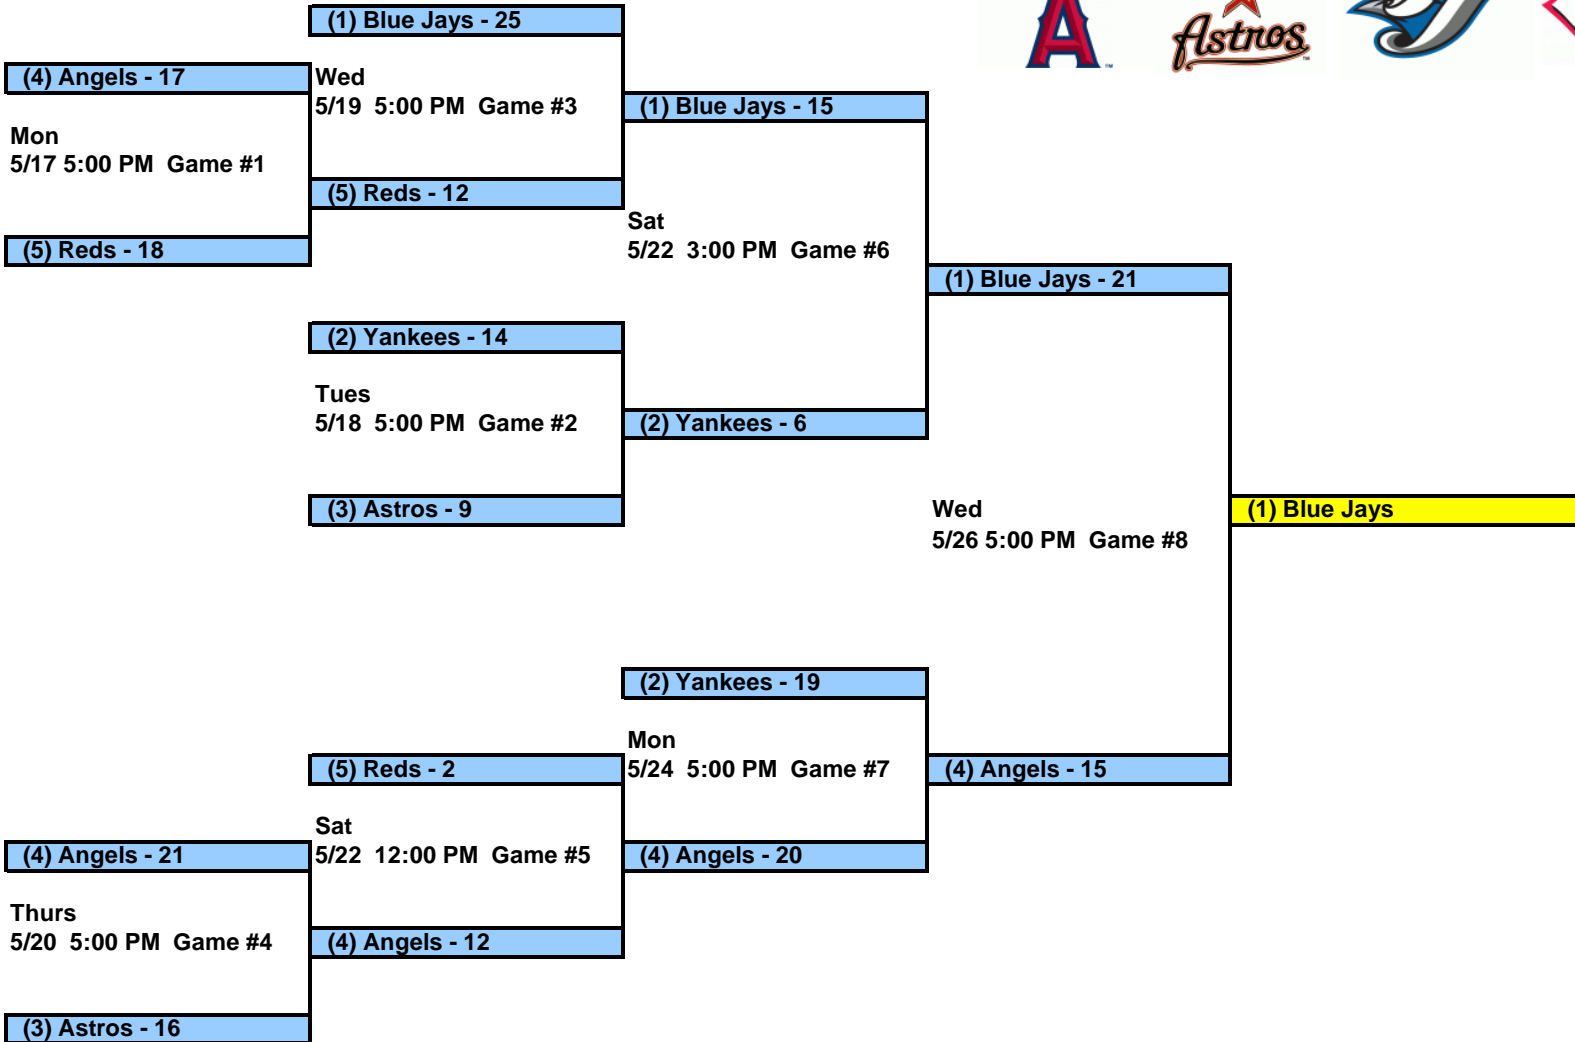 (1) Blue Jays - 25
A
™
Astros
™
(4) Angels - 17
Wed
5/19 5:00 PM Game #3
(1) Blue Jays - 15
Mon
5/17 5:00 PM Game #1
(5) Reds - 12
Sat
5/22 3:00 PM Game #6
(5) Reds - 18
(1) Blue Jays - 21
(2) Yankees - 14
Tues
5/18 5:00 PM Game #2
(2) Yankees - 6
(3) Astros - 9
Wed
5/26 5:00 PM Game #8
(1) Blue Jays
(2) Yankees - 19
Mon
5/24 5:00 PM Game #7
(5) Reds - 2
(4) Angels - 15
Sat
5/22 12:00 PM Game #5
(4) Angels - 21
(4) Angels - 20
Thurs
5/20 5:00 PM Game #4
(4) Angels - 12
(3) Astros - 16